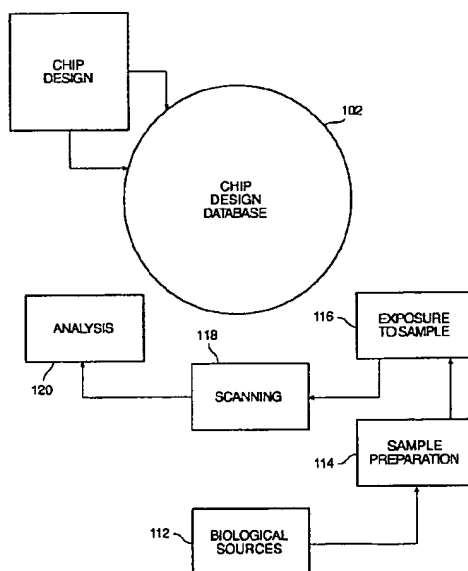 CHIP
DESIGN
102
CHIP
DESIGN
DATABASE
ANALYSIS
120
118
SCANNING
116
EXPOSURE
TO SAMPLE
114
SAMPLE
PREPARATION
112
BIOLOGICAL
SOURCES